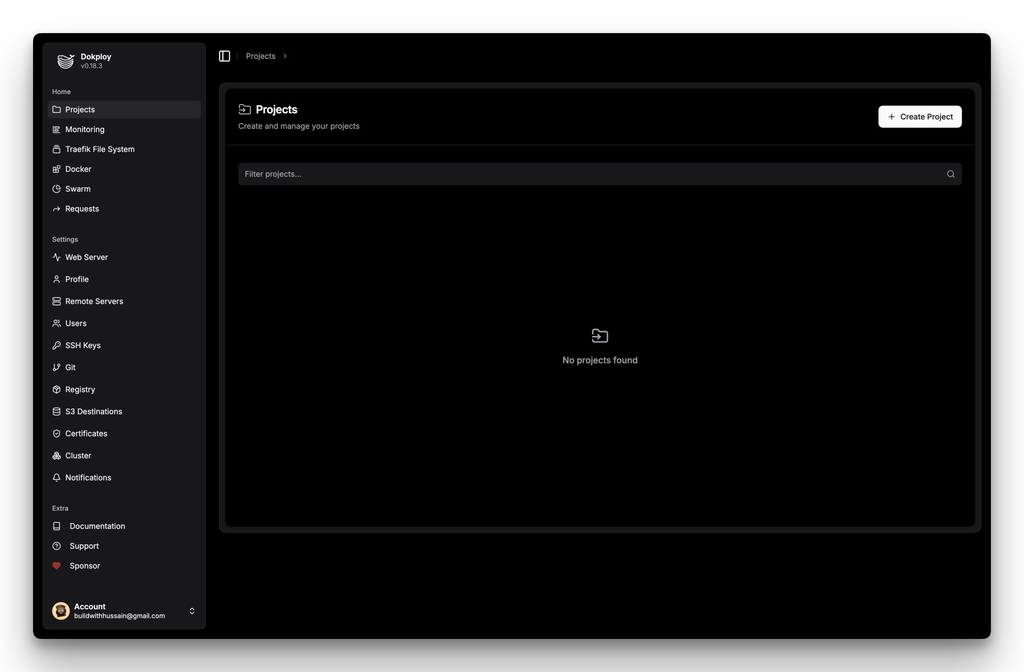 Dokploy
v0.18.3
Home
Projects
Monitoring
Traefik File System
Docker
Swarm
Requests
Settings
Web Server
Profile
Remote Servers
Users
SSH Keys
Git
Registry
S3 Destinations
Certificates
Cluster
Notifications
Extra
Documentation
Support
Sponsor
Account
buildwithhussain@gmail.com
Projects
Projects
Create and manage your projects
Create Project
Filter projects...
No projects found